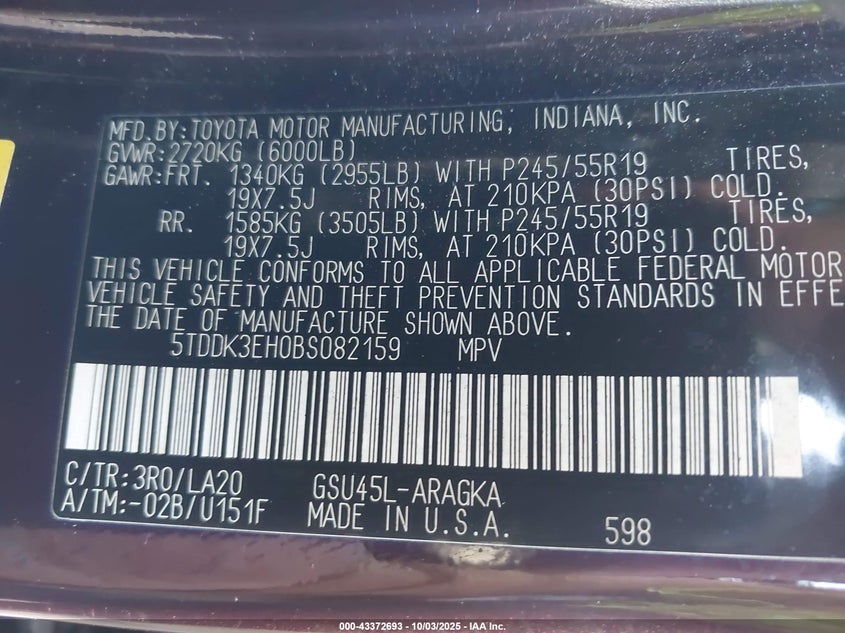 MFD.BY:TOYOTA MOTOR MANUFACTURING, INDIANA, INC.
GVWR:2720KG (6000LB)
GAWR:FRT. 1340KG (2955LB) WITH P245/55R19 TIRES,
19X7.5J RIMS, AT 210KPA (30PSI) COLD.
RR. 1585KG (3505LB) WITH P245/55R19 TIRES,
19X7.5J RIMS, AT 210KPA (30PSI) COLD.
THIS VEHICLE CONFORMS TO ALL APPLICABLE FEDERAL MOTOR
VEHICLE SAFETY AND THEFT PREVENTION STANDARDS IN EFFE
THE DATE OF MANUFACTURE SHOWN ABOVE.
5TDDK3EH0BS082159 MPV
C/TR:3R0/LA20 GSU45L-ARAGKA
A/TM:-02B/U151F MADE IN U.S.A. 598
000-43372693 - 10/03/2025 - IAA Inc.